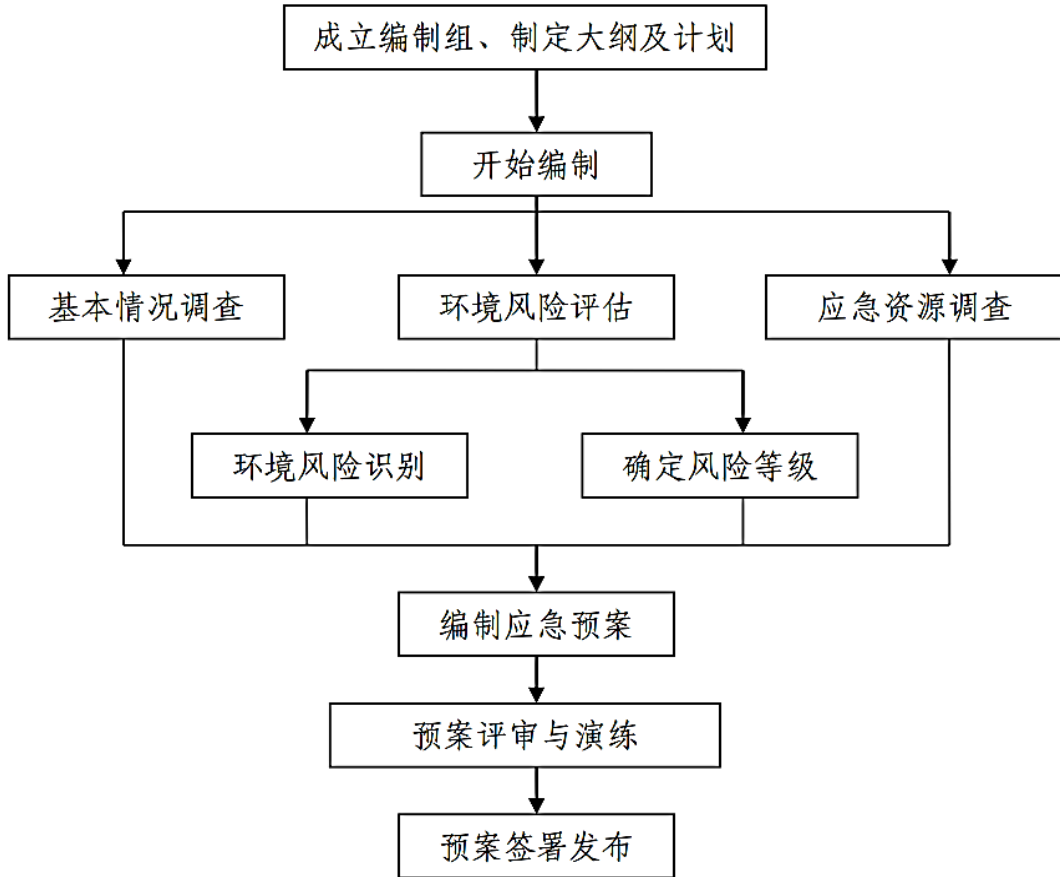 成立编制组、制定大纲及计划
开始编制
基本情况调查
环境风险评估
应急资源调查
环境风险识别
确定风险等级
编制应急预案
预案评审与演练
预案签署发布